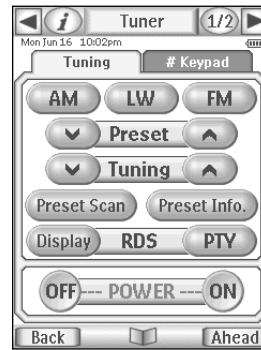 i Tuner 1/2
Mon Jun 16 10:02pm
Tuning # Keypad
AM LW FM
Preset
Tuning
Preset Scan Preset Info.
Display RDS PTY
OFF --- POWER --- ON
Back Ahead